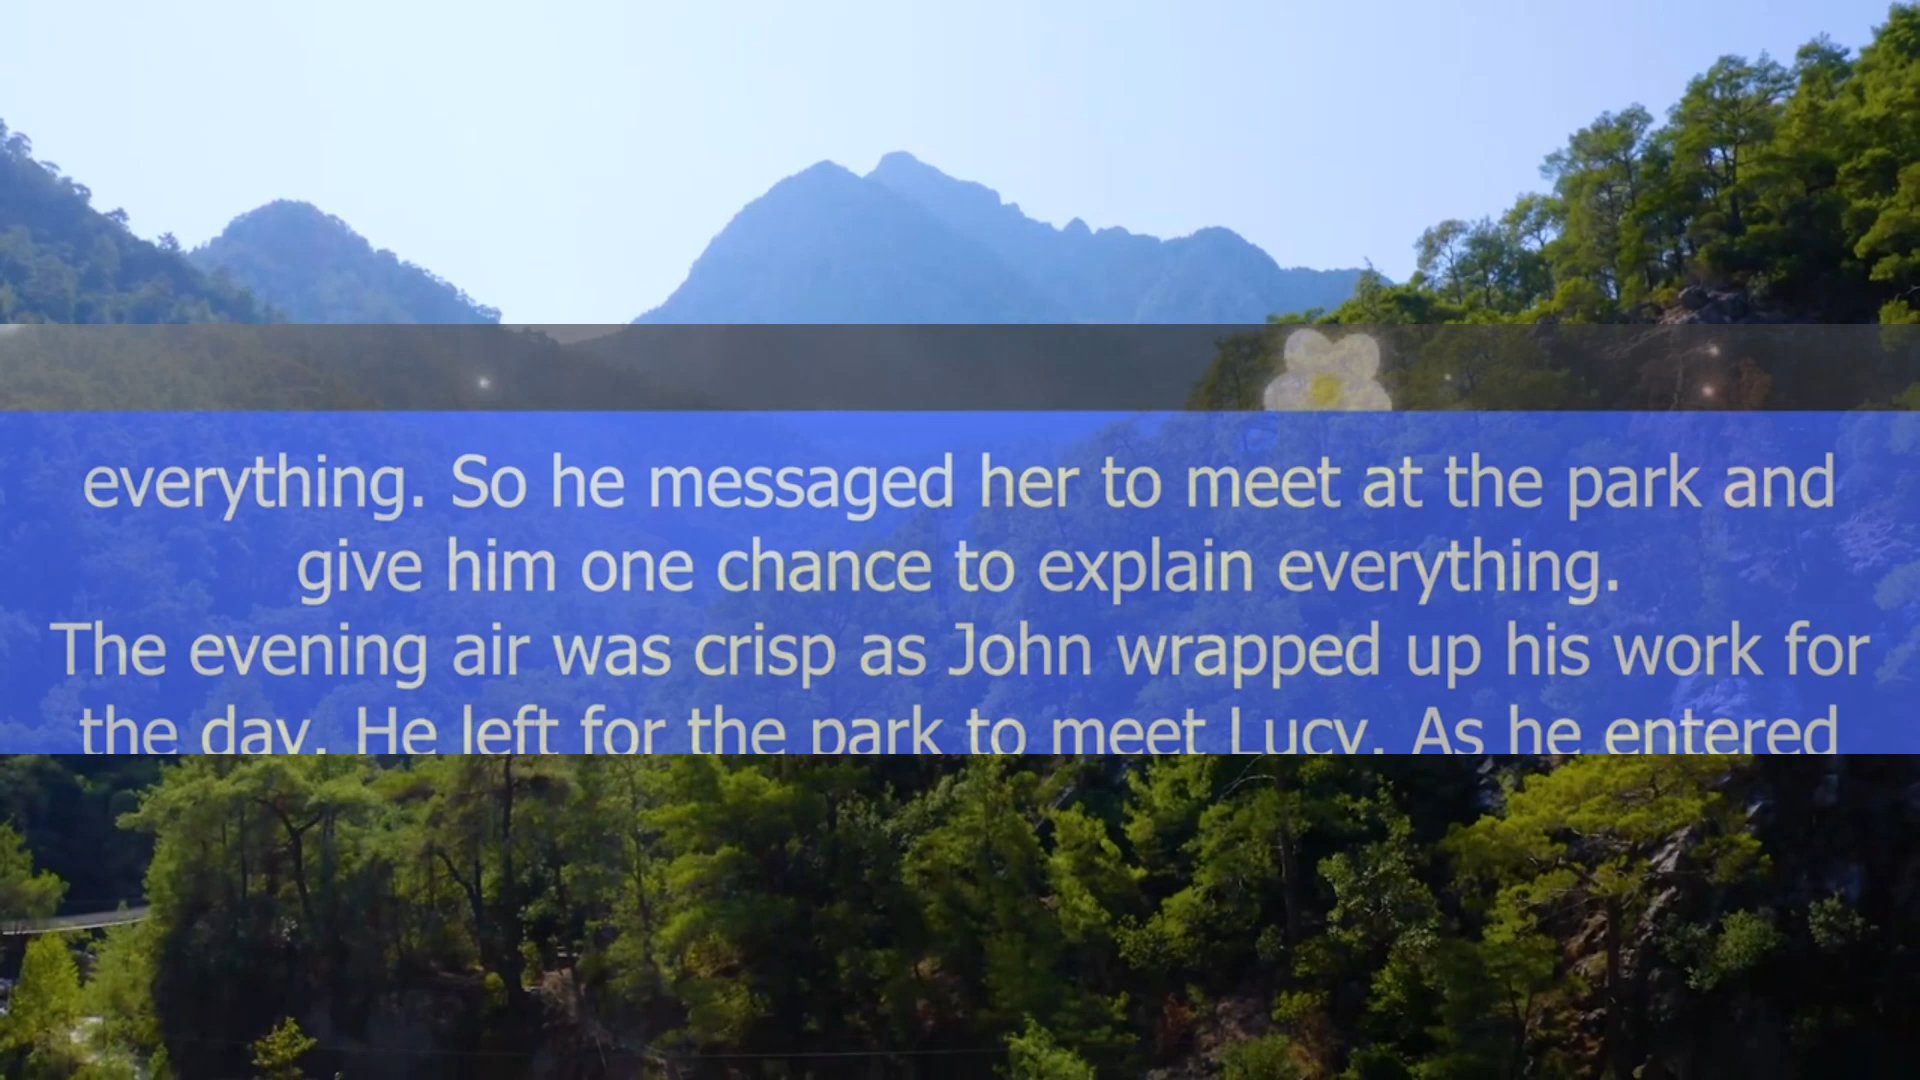 everything. So he messaged her to meet at the park and
give him one chance to explain everything.
The evening air was crisp as John wrapped up his work for
the day. He left for the park to meet Lucy. As he entered